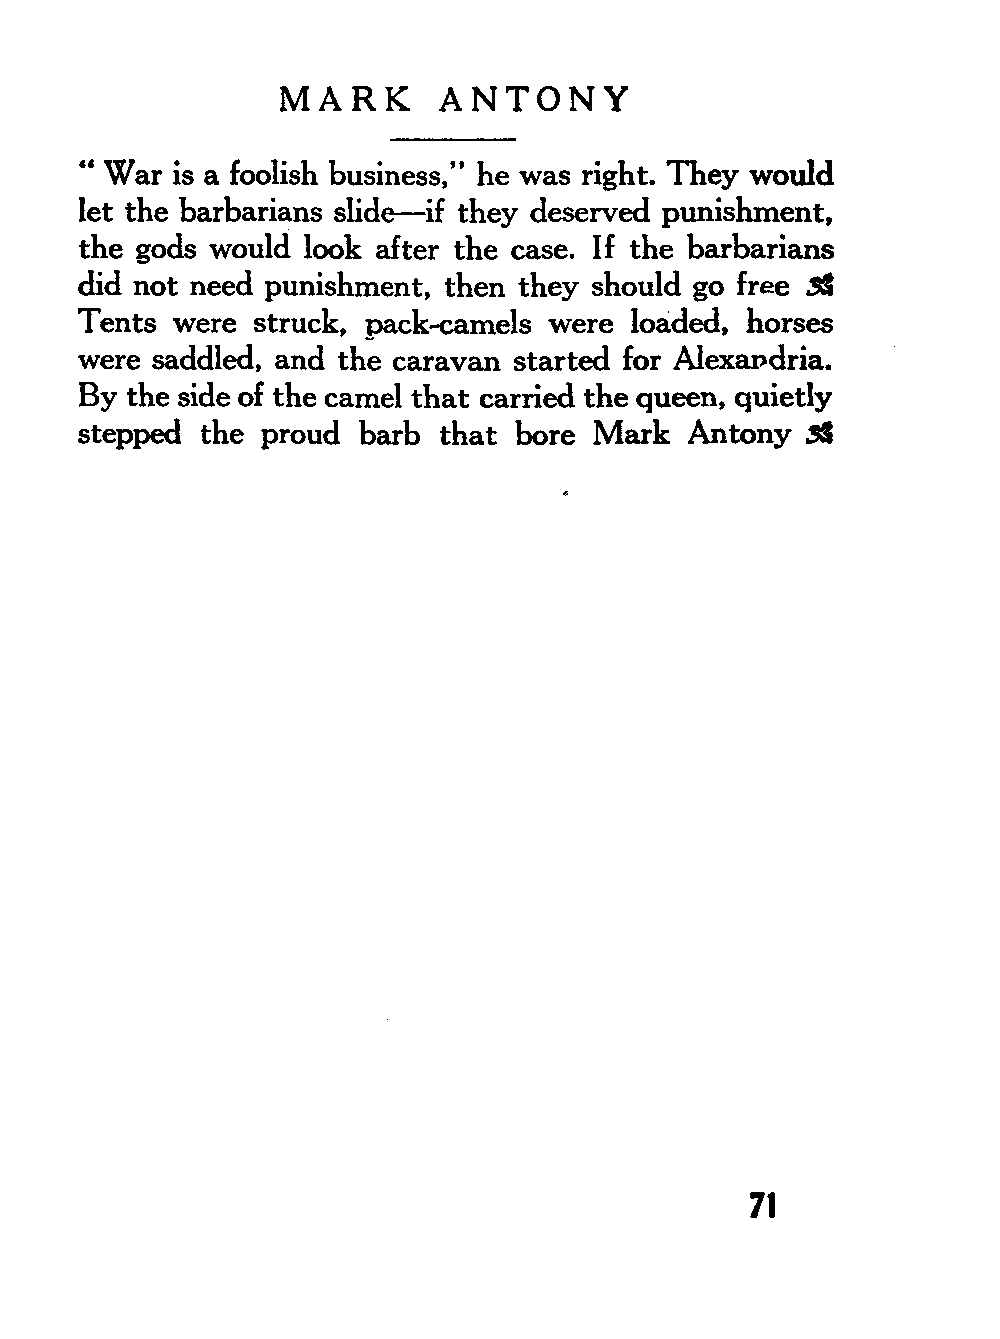 MARK ANTONY
“ War is a foolish business,” he was right. They would
let the barbarians slide—if they deserved punishment,
the gods would look after the case. If the barbarians
did not need punishment, then they should go free
Tents were struck, pack-camels were loaded, horses
were saddled, and the caravan started for Alexandria.
By the side of the camel that carried the queen, quietly
stepped the proud barb that bore Mark Antony
71